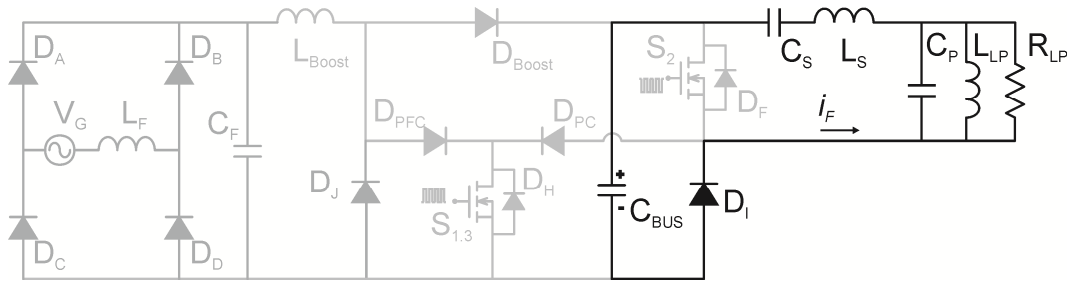 D_A
D_B
L_Boost
D_Boost
S_2
C_S
L_S
C_P
L_LP
R_LP
V_G
L_F
C_F
D_PFC
D_PC
D_F
i_F
D_J
D_H
S_1.3
+
-
C_BUS
D_I
D_C
D_D